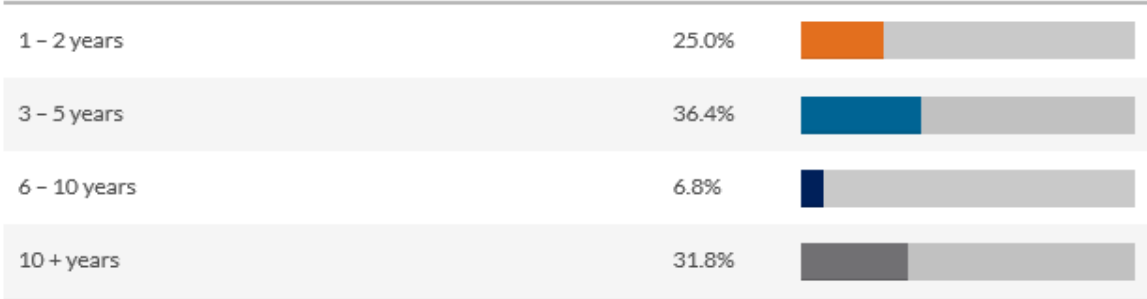 1 – 2 years 25.0%
3 – 5 years 36.4%
6 – 10 years 6.8%
10 + years 31.8%